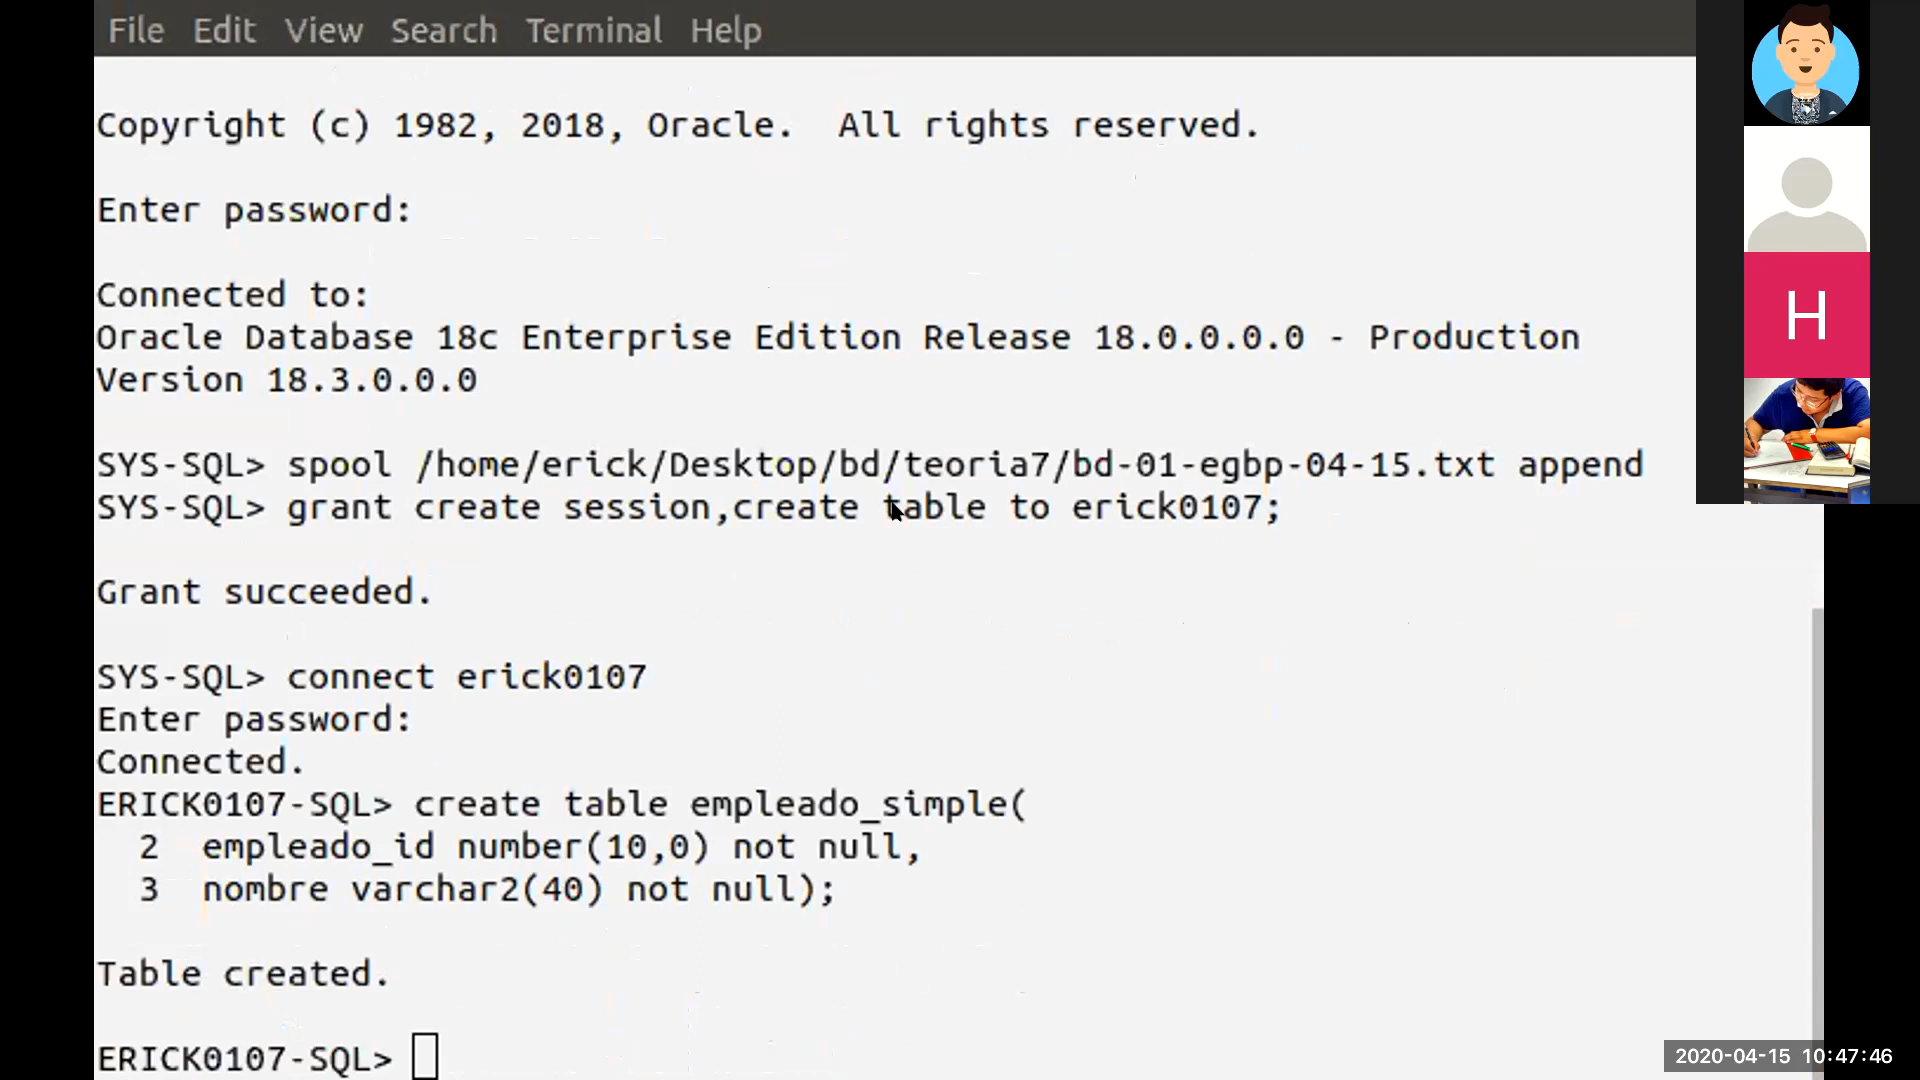 File Edit View Search Terminal Help
Copyright (c) 1982, 2018, Oracle.  All rights reserved.
Enter password:
Connected to:
Oracle Database 18c Enterprise Edition Release 18.0.0.0.0 - Production
Version 18.3.0.0.0
SYS-SQL> spool /home/erick/Desktop/bd/teoria7/bd-01-egbp-04-15.txt append
SYS-SQL> grant create session,create table to erick0107;
Grant succeeded.
SYS-SQL> connect erick0107
Enter password:
Connected.
ERICK0107-SQL> create table empleado_simple(
2  empleado_id number(10,0) not null,
3  nombre varchar2(40) not null);
Table created.
ERICK0107-SQL>
H
2020-04-15 10:47:46